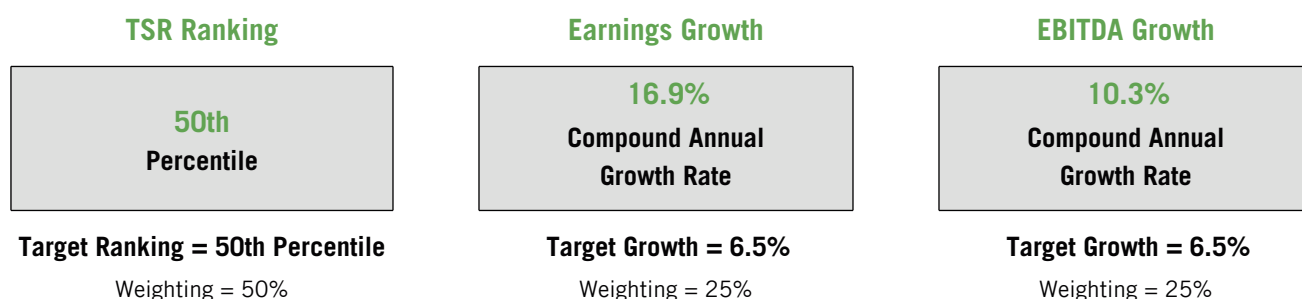 TSR Ranking
50th
Percentile
Target Ranking = 50th Percentile
Weighting = 50%
Earnings Growth
16.9%
Compound Annual
Growth Rate
Target Growth = 6.5%
Weighting = 25%
EBITDA Growth
10.3%
Compound Annual
Growth Rate
Target Growth = 6.5%
Weighting = 25%